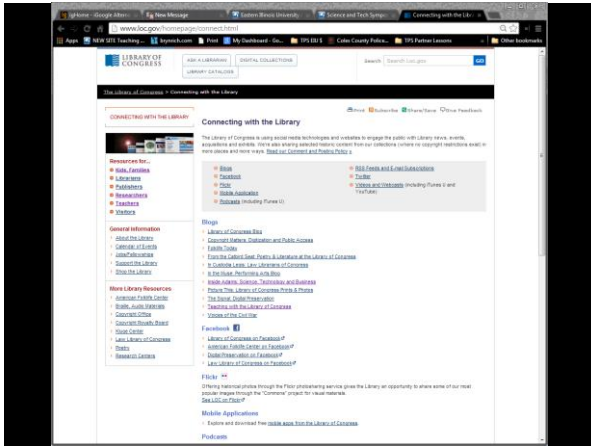 New Message
Eastern Illinois University
Science and Tech Sympo
Connecting with the Libr
www.loc.gov/homepage/connect.html
Apps
NEW SITE Teaching ...
boynrich.com
Print
My Dashboard - Go...
TPS EIU $
Coles County Police...
TPS Partner Lessons
Other bookmarks
LIBRARY OF
CONGRESS
ASK A LIBRARIAN
DIGITAL COLLECTIONS
LIBRARY CATALOGS
Search
Search Loc.gov
GO
The Library of Congress > Connecting with the Library
CONNECTING WITH THE LIBRARY
Print Subscribe Share/Save Give Feedback
Connecting with the Library
The Library of Congress is using social media technologies and websites to engage the public with Library news, events,
acquisitions and exhibits. We're also sharing selected historic content from our collections (where no copyright restrictions exist) in
more places and more ways. Read our Comment and Posting Policy
Resources for...
Kids, Families
Librarians
Publishers
Researchers
Teachers
Visitors
Blogs
Facebook
Flickr
Mobile Application
Podcasts (including iTunes U)
RSS Feeds and E-mail Subscriptions
Twitter
Videos and Webcasts (including iTunes U and
YouTube)
General Information
About the Library
Calendar of Events
Jobs/Fellowships
Support the Library
Shop the Library
More Library Resources
American Folklife Center
Braille, Audio Materials
Copyright Office
Copyright Royalty Board
Kluge Center
Law Library of Congress
Poetry
Research Centers
Blogs
Library of Congress Blog
Copyright Matters: Digitization and Public Access
Folklife Today
From the Catbird Seat: Poetry & Literature at the Library of Congress
In Custodia Legis: Law Librarians of Congress
In the Muse: Performing Arts Blog
Inside Adams: Science, Technology and Business
Picture This: Library of Congress Prints & Photos
The Signal: Digital Preservation
Teaching with the Library of Congress
Voices of the Civil War
Facebook
Library of Congress on Facebook
American Folklife Center on Facebook
Digital Preservation on Facebook
Law Library of Congress on Facebook
Flickr
Offering historical photos through the Flickr photosharing service gives the Library an opportunity to share some of our most
popular images through the "Commons" project for visual materials.
See LOC on Flickr
Mobile Applications
Explore and download free mobile apps from the Library of Congress.
Podcasts